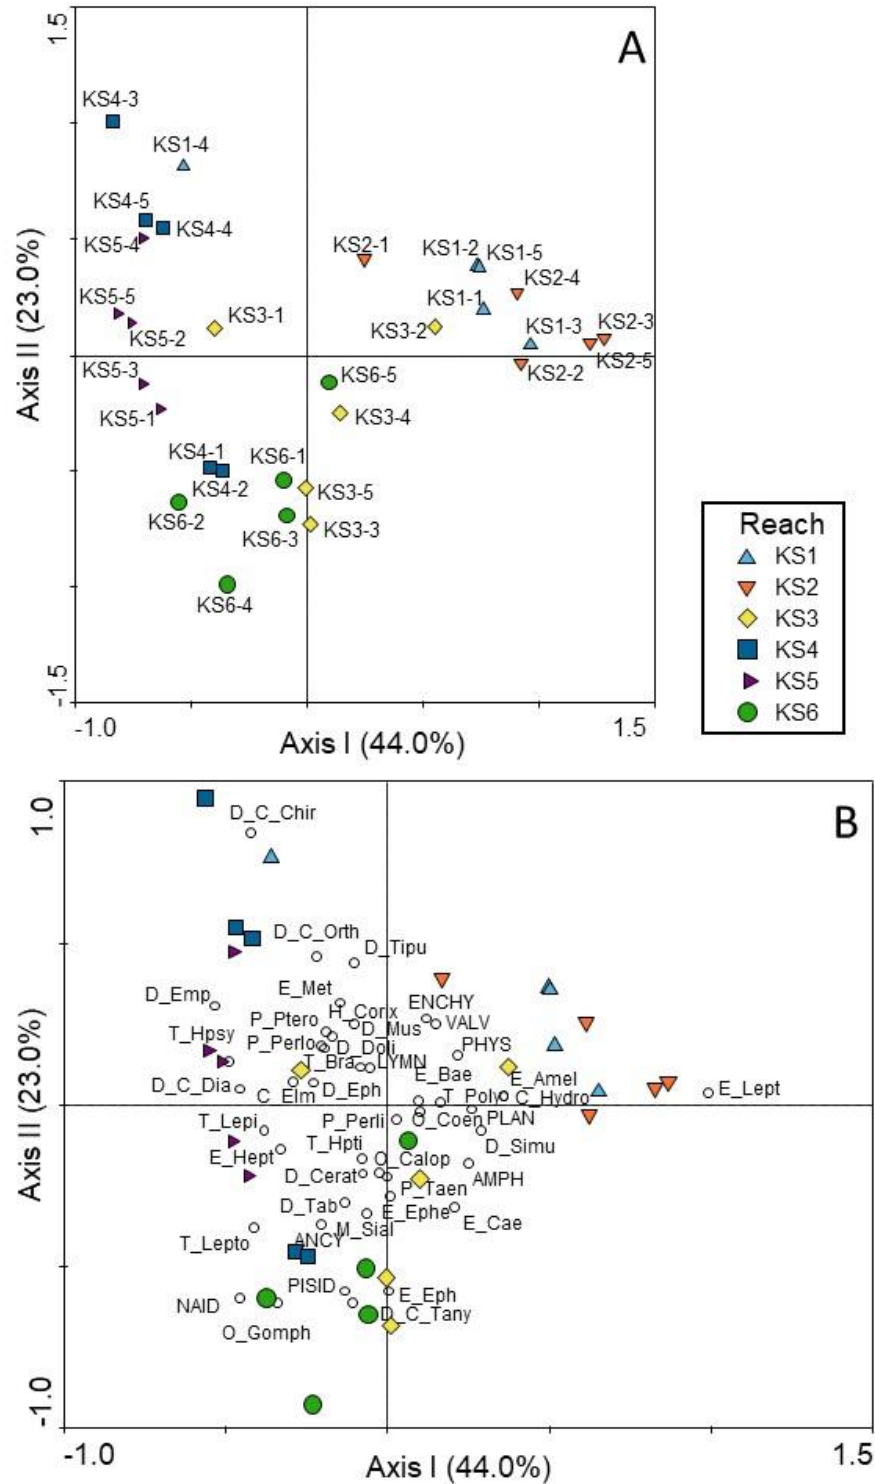 1.5
A
KS4-3
KS1-4
KS4-5
KS4-4
KS5-4
KS2-1
KS1-2
KS1-5
KS2-4
KS5-5
KS1-1
KS3-1
KS5-2
KS3-2
KS1-3
KS2-3
KS2-5
KS5-3
KS6-5
KS2-2
KS5-1
KS3-4
KS4-1
KS6-1
KS4-2
KS3-5
KS6-2
KS6-3
KS3-3
KS6-4
Axis II (23.0%)
-1.5
-1.0
Axis I (44.0%)
1.5
Reach
KS1
KS2
KS3
KS4
KS5
KS6
1.0
B
D_C_Chir
D_C_Orth
D_Tipu
D_Emp
E_Met
H_Corix
ENCHY
P_Ptero
D_Mus
VALV
T_Hpsy
P_Perlo
D_Doli
PHYS
T_Bra
LYMN
E_Bae
E_Amel
D_C_Dia
C_Elm
D_Eph
T_Poly
C_Hydro
E_Lept
T_Lepi
P_Perli
O_Coen
PLAN
E_Hept
T_Hpti
O_Calop
D_Simu
D_Cerat
AMPH
P_Taen
D_Tab
E_Ephe
E_Cae
T_Lepto
M_Sial
ANCY
PISID
E_Eph
NAID
D_C_Tany
O_Gomph
Axis II (23.0%)
-1.0
-1.0
Axis I (44.0%)
1.5